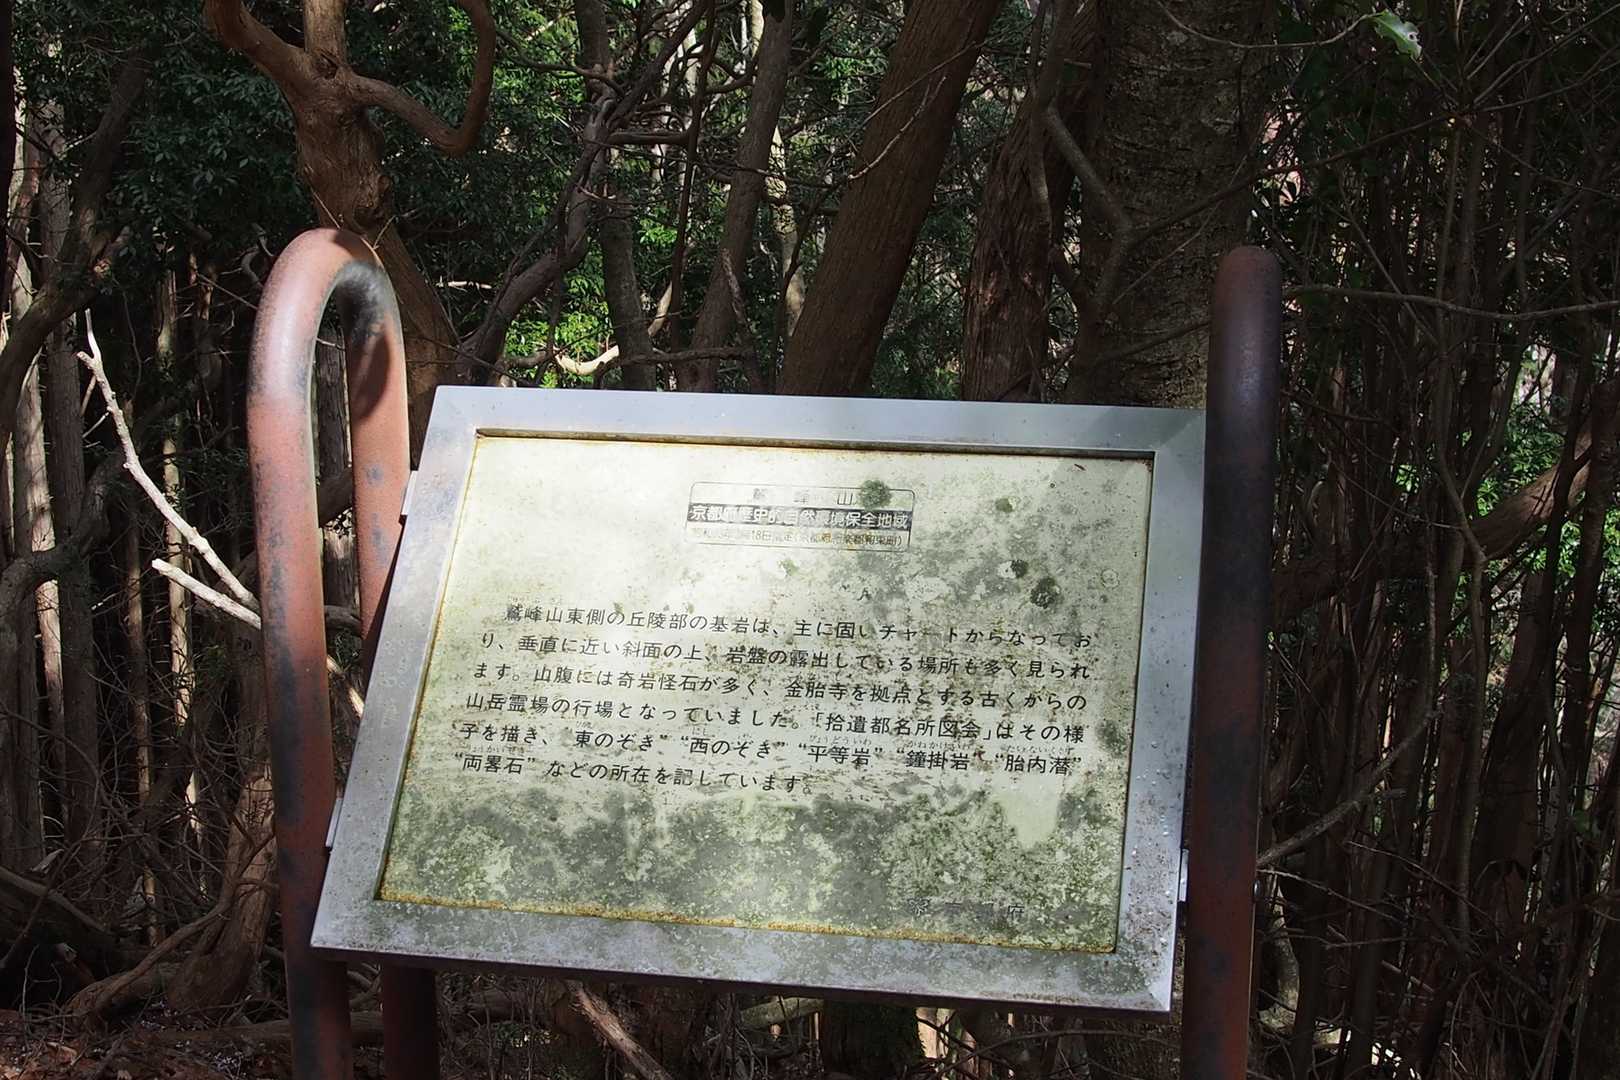 鷲峰山
京都府歴史的自然環境保全地域
鷲峰山東側の丘陵部の基岩は、主に固いチャートからなってお
り、垂直に近い斜面の上、岩盤の露出している場所も多く見られ
ます。山腹には奇岩怪石が多く、金胎寺を拠点とする古くからの
山岳霊場の行場となっていました。「拾遺都名所図会」はその様
子を描き、“東のぞき”“西のぞき”“平等岩”“鐘掛岩”“胎内潜”
“両畧石”などの所在を記しています。
京都府